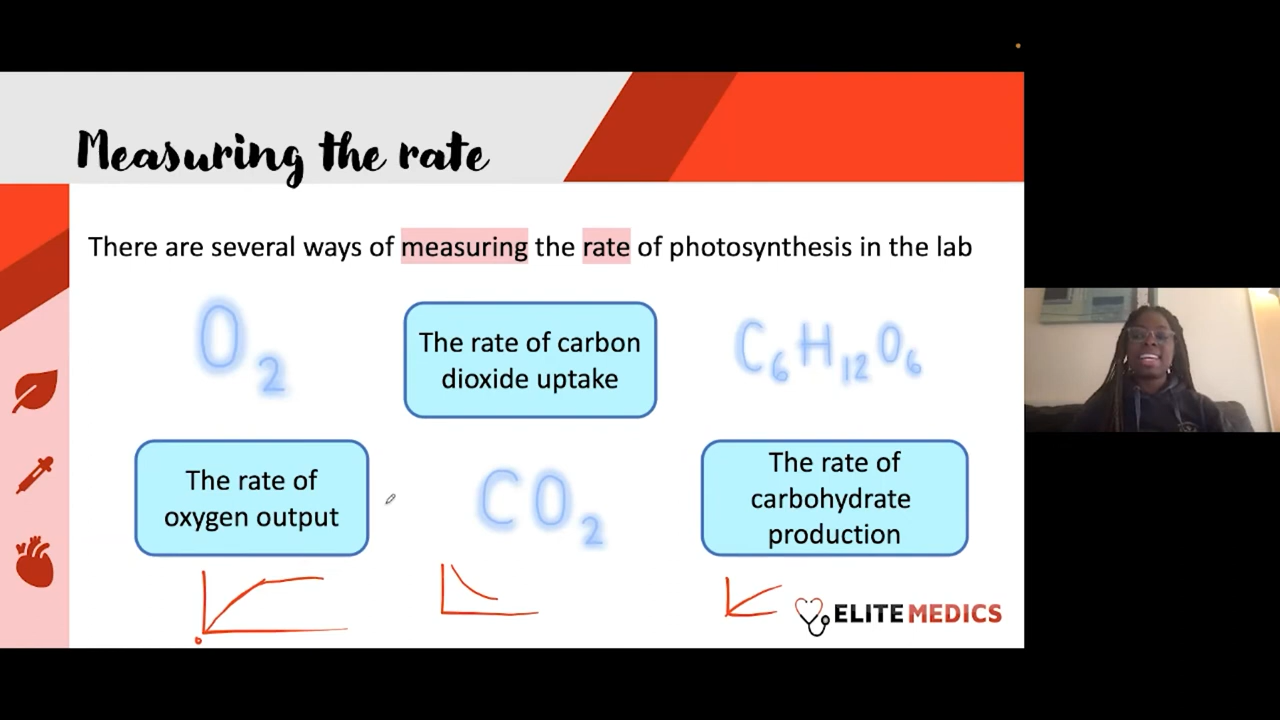 Measuring the rate
There are several ways of measuring the rate of photosynthesis in the lab
O₂
The rate of carbon
dioxide uptake
C₆H₁₂O₆
The rate of
oxygen output
CO₂
The rate of
carbohydrate
production
0
ELITE MEDICS